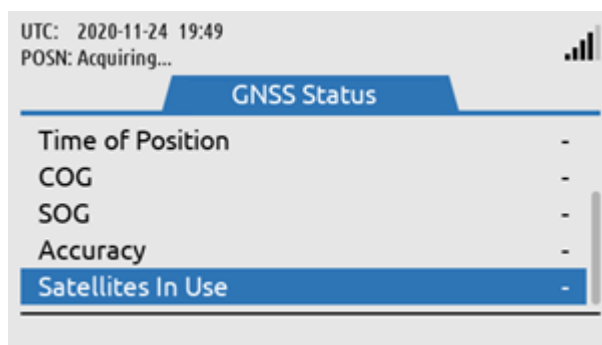 UTC: 2020-11-24 19:49
POSN: Acquiring...
GNSS Status
Time of Position -
COG -
SOG -
Accuracy -
Satellites In Use -